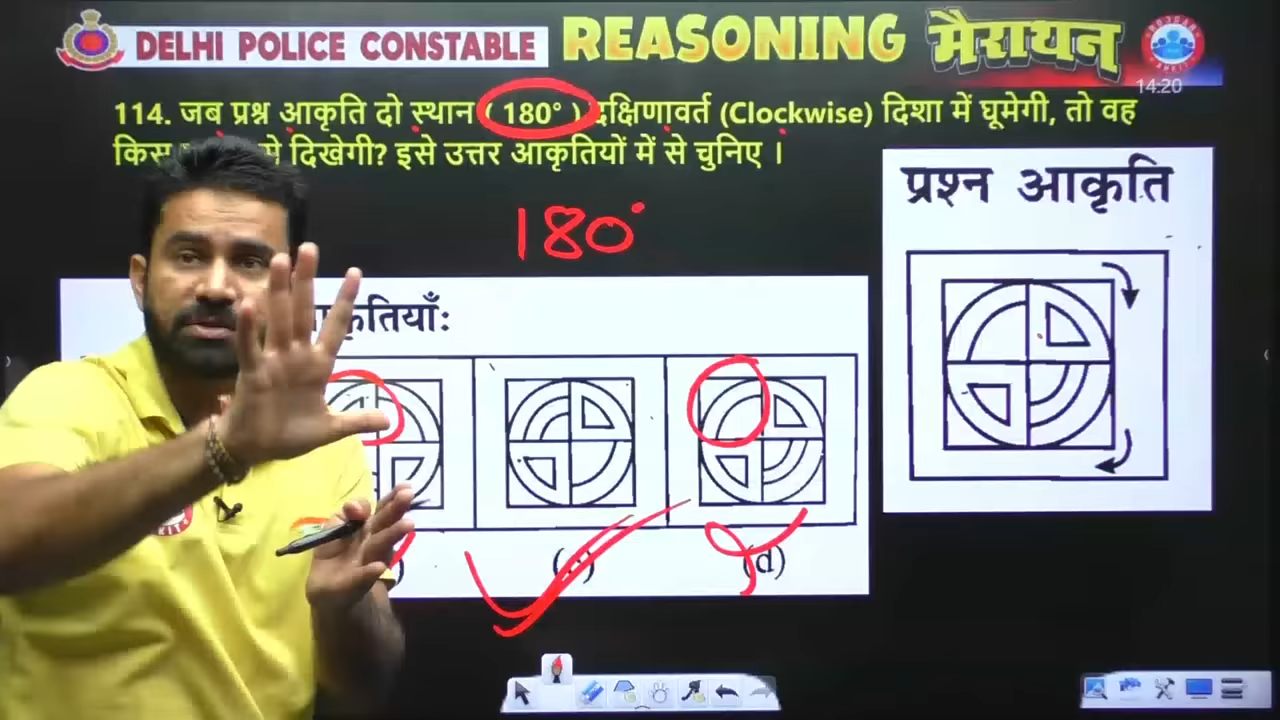 DELHI POLICE CONSTABLE REASONING मैराथन
14:20
114. जब प्रश्न आकृति दो स्थान ( 180° ) दक्षिणावर्त (Clockwise) दिशा में घूमेगी, तो वह
किस से दिखेगी? इसे उत्तर आकृतियों में से चुनिए ।
180°
प्रश्न आकृति
आकृतियाँ:
(d)